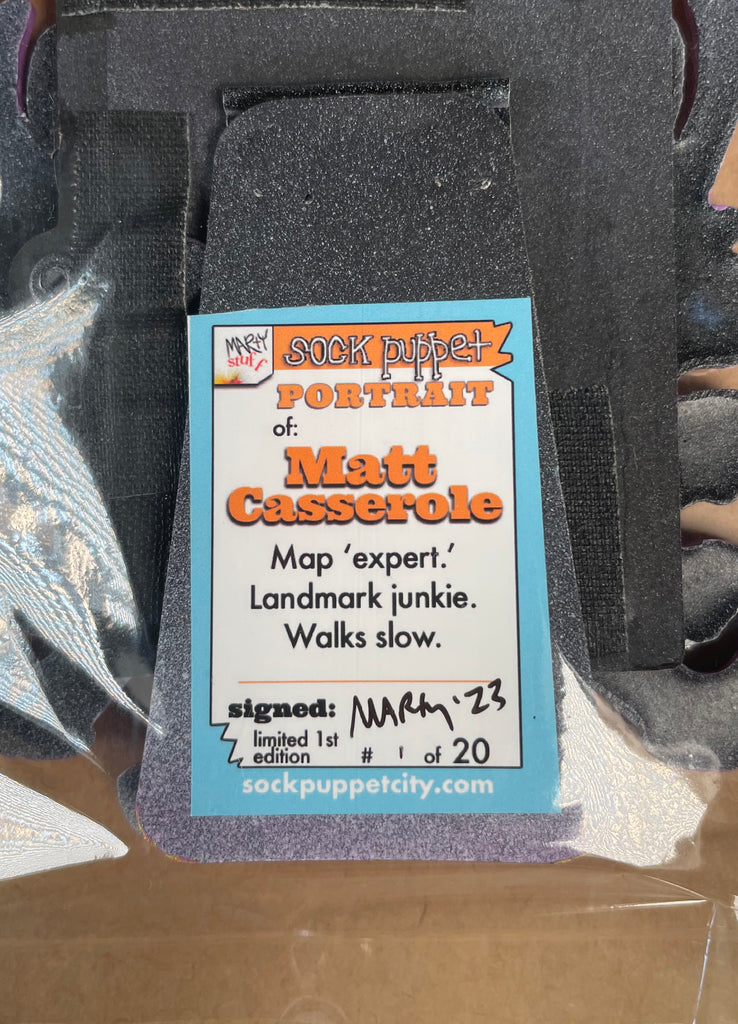 MARTY
stuff
sock puppet
PORTRAIT
of:
Matt
Casserole
Map ‘expert.’
Landmark junkie.
Walks slow.
signed: MARty ‘23
limited 1st
edition # 1 of 20
sockpuppetcity.com